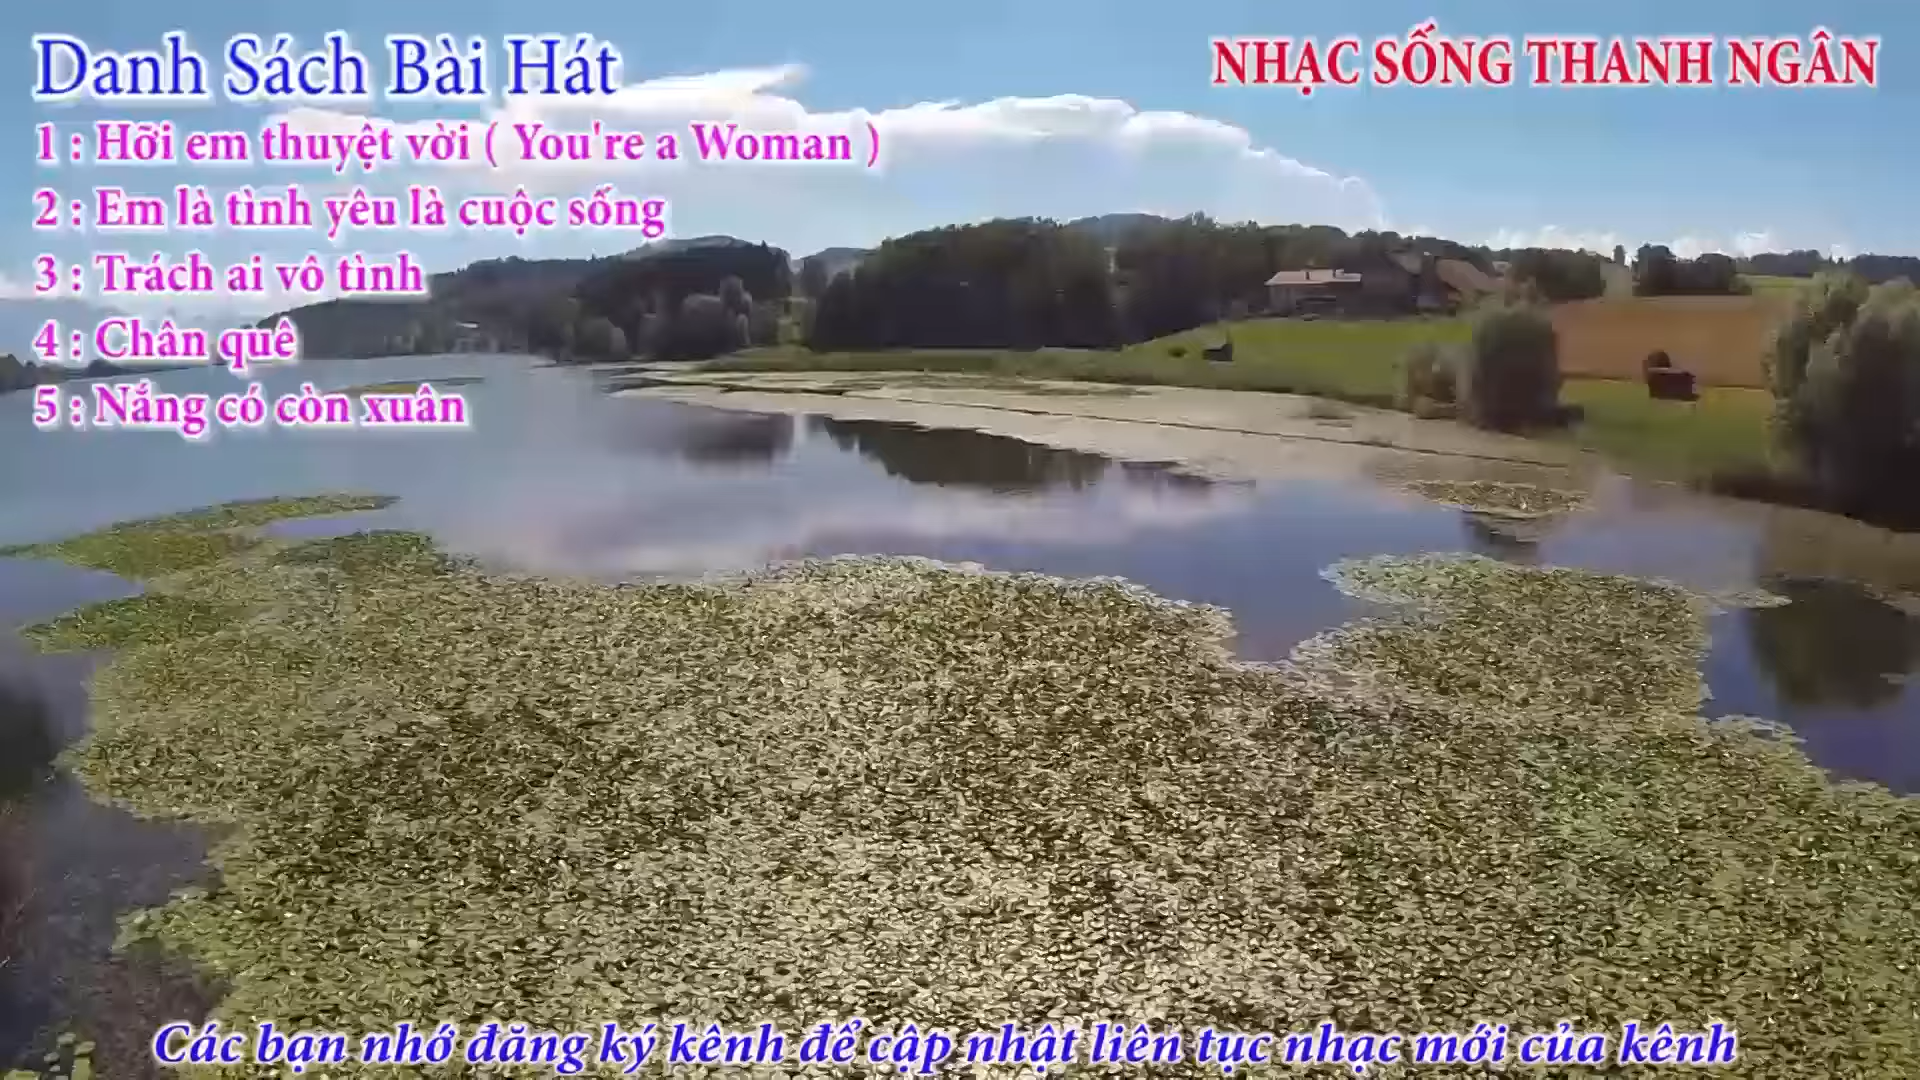 Danh Sách Bài Hát
NHẠC SỐNG THANH NGÂN
1 : Hỡi em thuyệt vời ( You're a Woman )
2 : Em là tình yêu là cuộc sống
3 : Trách ai vô tình
4 : Chân quê
5 : Nắng có còn xuân
Các bạn nhớ đăng ký kênh để cập nhật liên tục nhạc mới của kênh